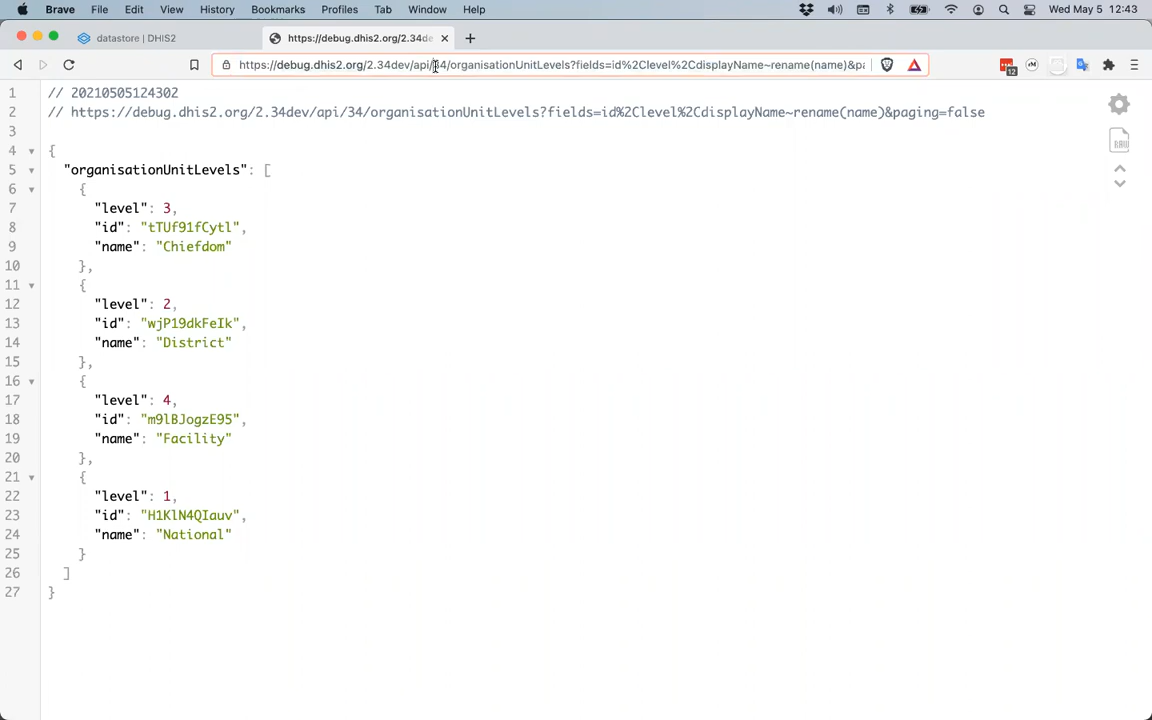 Brave File Edit View History Bookmarks Profiles Tab Window Help Wed May 5 12:43
datastore | DHIS2 https://debug.dhis2.org/2.34de
https://debug.dhis2.org/2.34dev/api/34/organisationUnitLevels?fields=id%2Clevel%2CdisplayName~rename(name)&pa 12
1 // 20210505124302
2 // https://debug.dhis2.org/2.34dev/api/34/organisationUnitLevels?fields=id%2Clevel%2CdisplayName~rename(name)&paging=false
3
4 {
5 "organisationUnitLevels": [
6 {
7 "level": 3,
8 "id": "tTUf91fCytl",
9 "name": "Chiefdom"
10 },
11 {
12 "level": 2,
13 "id": "wjP19dkFeIk",
14 "name": "District"
15 },
16 {
17 "level": 4,
18 "id": "m9lBJogzE95",
19 "name": "Facility"
20 },
21 {
22 "level": 1,
23 "id": "H1KlN4QIauv",
24 "name": "National"
25 }
26 ]
27 }
RAW